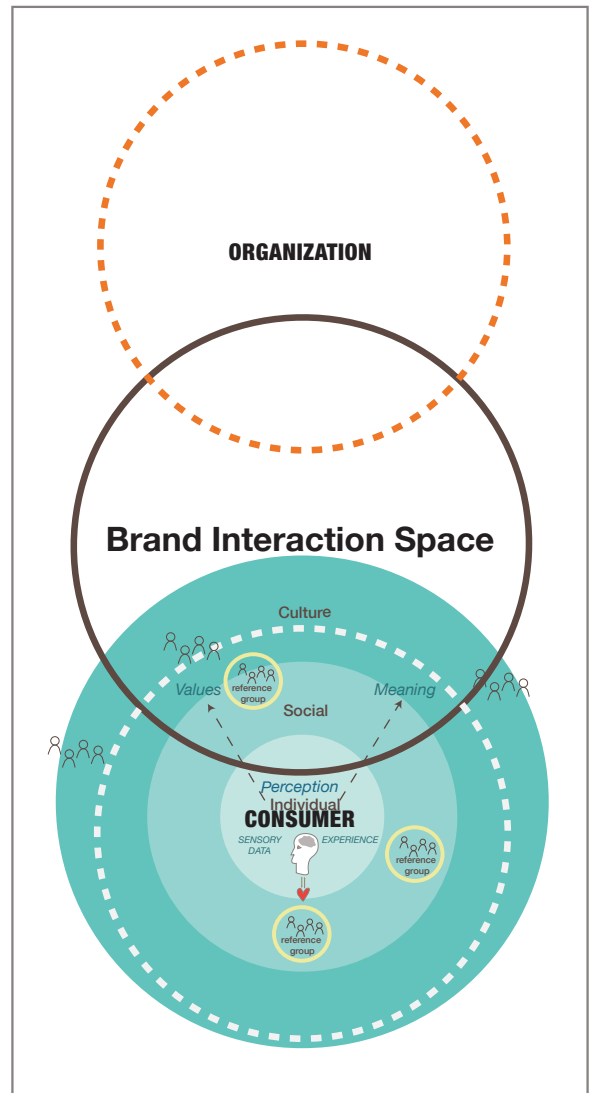 ORGANIZATION
Brand Interaction Space
Culture
Values
reference
group
Meaning
Social
Perception
Individual
CONSUMER
SENSORY
DATA
EXPERIENCE
reference
group
reference
group